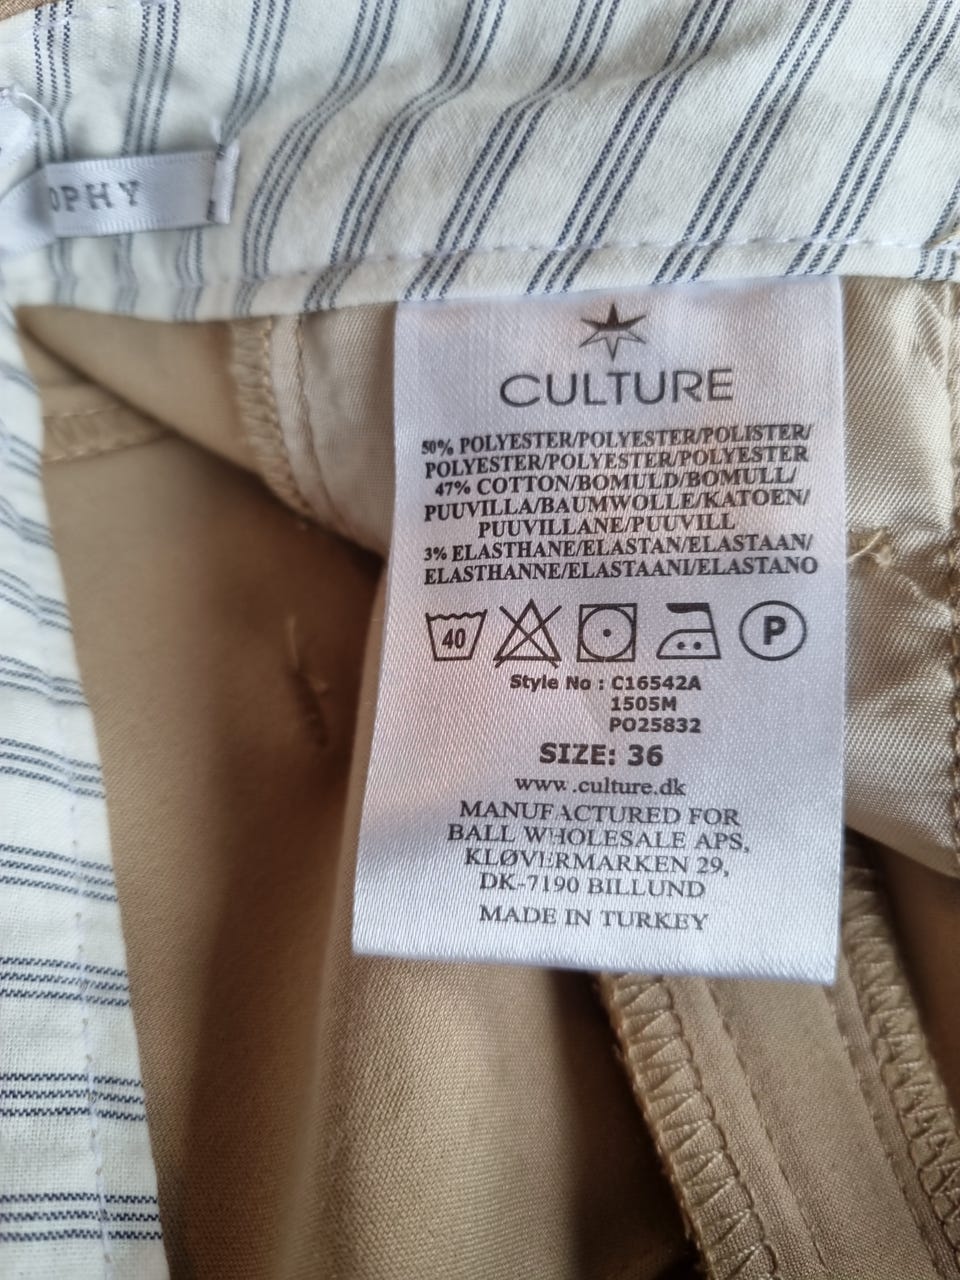 OPHY
CULTURE
50% POLYESTER/POLYESTER/POLISTER/
POLYESTER/POLYESTER/POLYESTER
47% COTTON/BOMULD/BOMULL/
PUUVILLA/BAUMWOLLE/KATOEN/
PUUVILLANE/PUUVILL
3% ELASTHANE/ELASTAN/ELASTAAN/
ELASTHANNE/ELASTAANI/ELASTANO
40 P
Style No : C16542A
1505M
PO25832
SIZE: 36
www.culture.dk
MANUFACTURED FOR
BALL WHOLESALE APS,
KLØVERMARKEN 29,
DK-7190 BILLUND
MADE IN TURKEY